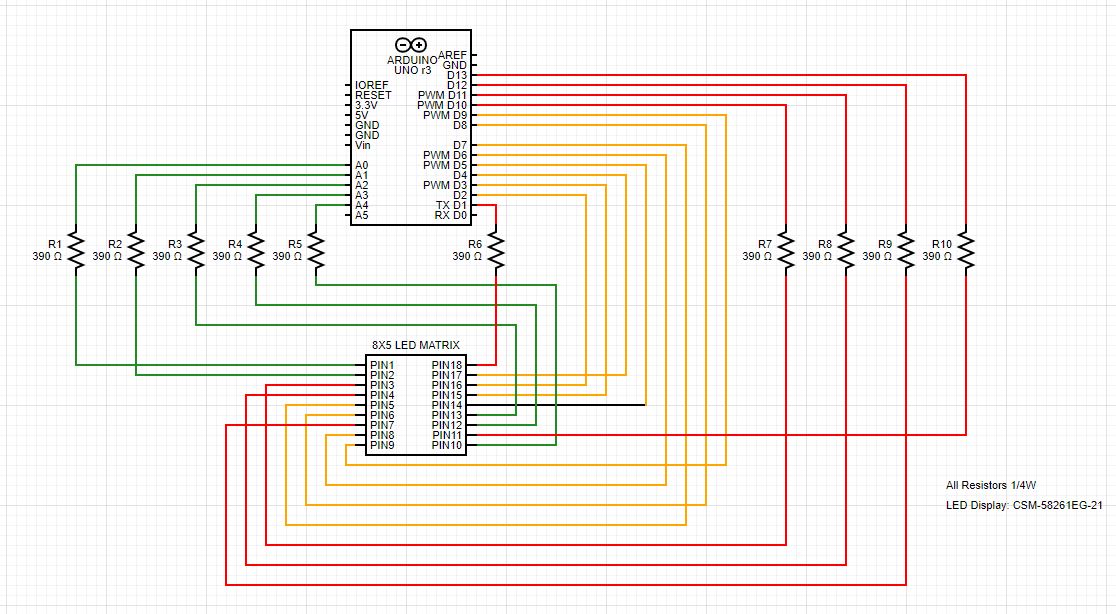 ARDUINO
UNO r3
AREF
GND
D13
D12
PWM D11
PWM D10
PWM D9
D8
D7
PWM D6
PWM D5
D4
PWM D3
D2
TX D1
RX D0
IOREF
RESET
3.3V
5V
GND
GND
Vin
A0
A1
A2
A3
A4
A5
R1
390 Ω
R2
390 Ω
R3
390 Ω
R4
390 Ω
R5
390 Ω
R6
390 Ω
R7
390 Ω
R8
390 Ω
R9
390 Ω
R10
390 Ω
8X5 LED MATRIX
PIN1
PIN2
PIN3
PIN4
PIN5
PIN6
PIN7
PIN8
PIN9
PIN18
PIN17
PIN16
PIN15
PIN14
PIN13
PIN12
PIN11
PIN10
All Resistors 1/4W
LED Display: CSM-58261EG-21